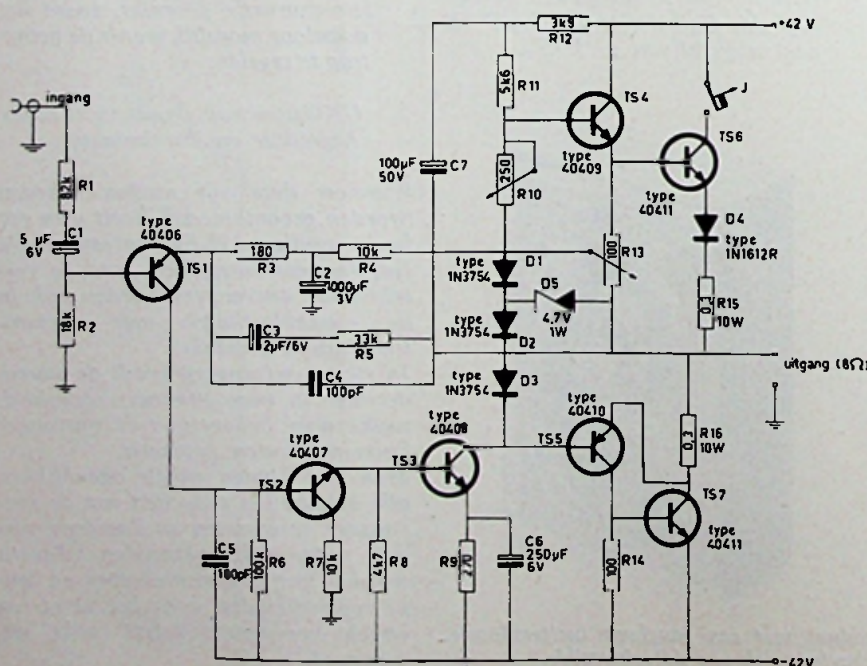 3k9
R12
+42 V
ingang
5k6
R11
TS4
J
TS6
R1
82k
100µF
50V
C7
250
R10
type
40409
type
40411
D4
type
1N1612R
5 µF
6V
C1
type
40406
TS1
180
R3
10k
R4
type
1N3754
D1
R13
100
D5
4,7V
1W
R15
0,3
10W
R2
18k
C2
1000µF
3V
C3
2µF/6V
33k
R5
C4
100pF
type
1N3754
D2
type
1N3754
D3
uitgang (8Ω)
type
40407
TS2
type
40408
TS3
type
40410
TS5
R16
0,3
10W
TS7
type
40411
C5
180pF
R6
100k
R7
10k
4k7
R8
R9
270
C6
250µF
6V
100
R14
-42V